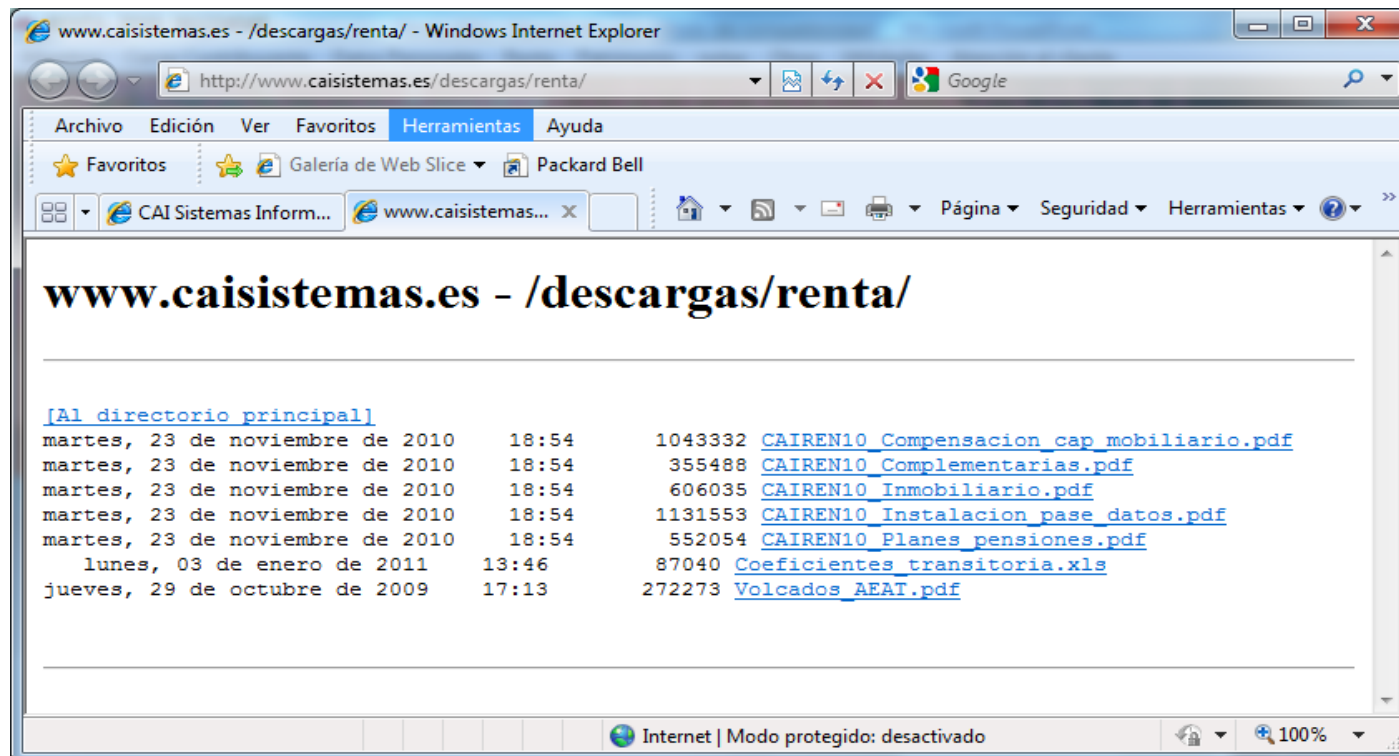 www.caisistemas.es - /descargas/renta/ - Windows Internet Explorer
http://www.caisistemas.es/descargas/renta/ Google
Archivo Edición Ver Favoritos Herramientas Ayuda
Favoritos Galería de Web Slice Packard Bell
CAI Sistemas Inform... www.caisistemas... Página Seguridad Herramientas
www.caisistemas.es - /descargas/renta/
[Al directorio principal]
martes, 23 de noviembre de 2010 18:54 1043332 CAIREN10_Compensacion_cap_mobiliario.pdf
martes, 23 de noviembre de 2010 18:54 355488 CAIREN10_Complementarias.pdf
martes, 23 de noviembre de 2010 18:54 606035 CAIREN10_Inmobiliario.pdf
martes, 23 de noviembre de 2010 18:54 1131553 CAIREN10_Instalacion_pase_datos.pdf
martes, 23 de noviembre de 2010 18:54 552054 CAIREN10_Planes_pensiones.pdf
lunes, 03 de enero de 2011 13:46 87040 Coeficientes_transitoria.xls
jueves, 29 de octubre de 2009 17:13 272273 Volcados_AEAT.pdf
Internet | Modo protegido: desactivado 100%